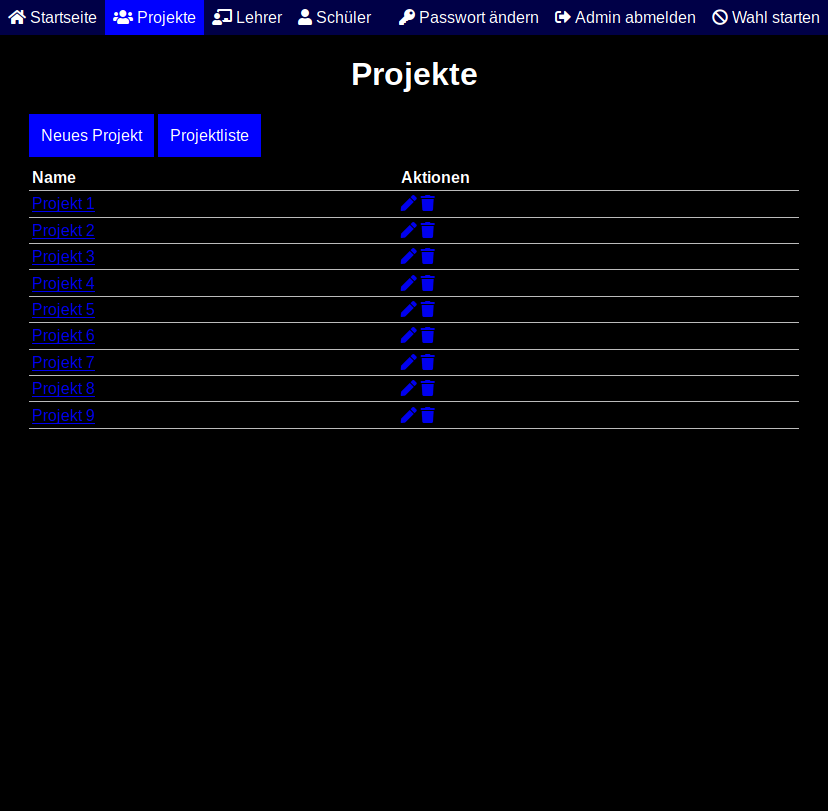 Startseite Projekte Lehrer Schüler Passwort ändern Admin abmelden Wahl starten
Projekte
Neues Projekt Projektliste
Name Aktionen
Projekt 1
Projekt 2
Projekt 3
Projekt 4
Projekt 5
Projekt 6
Projekt 7
Projekt 8
Projekt 9